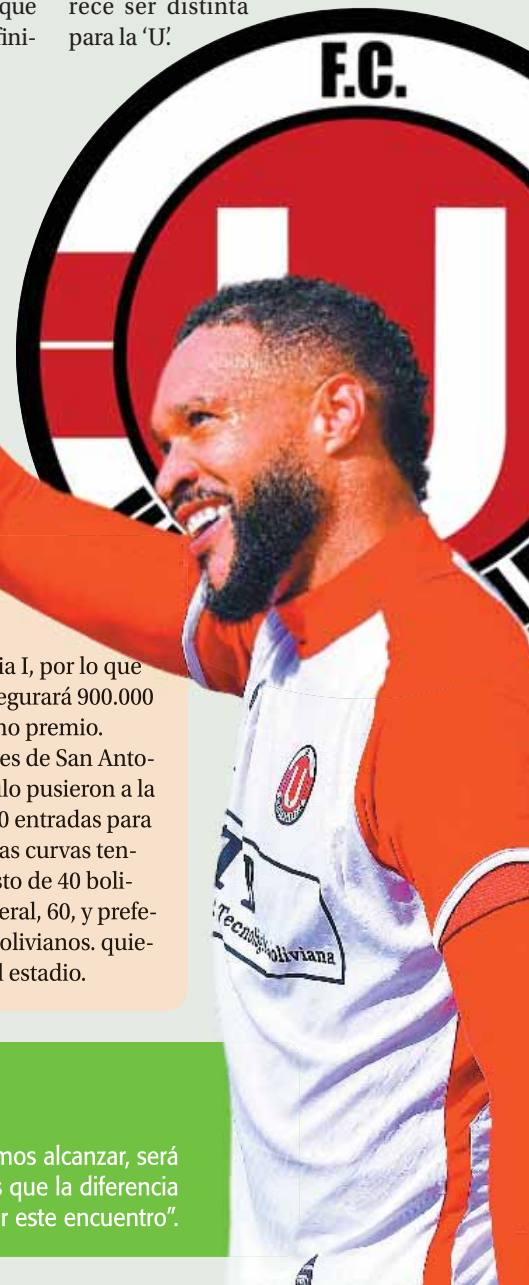 que
fini-
rece ser distinta
para la ‘U’.
F.C.
U
ia I, por lo que
egurará 900.000
no premio.
es de San Anto-
lo pusieron a la
0 entradas para
as curvas ten-
sto de 40 boli-
eral, 60, y prefe-
olivianos. quie-
l estadio.
U
Tecnología Boliviana
mos alcanzar, será
s que la diferencia
r este encuentro”.